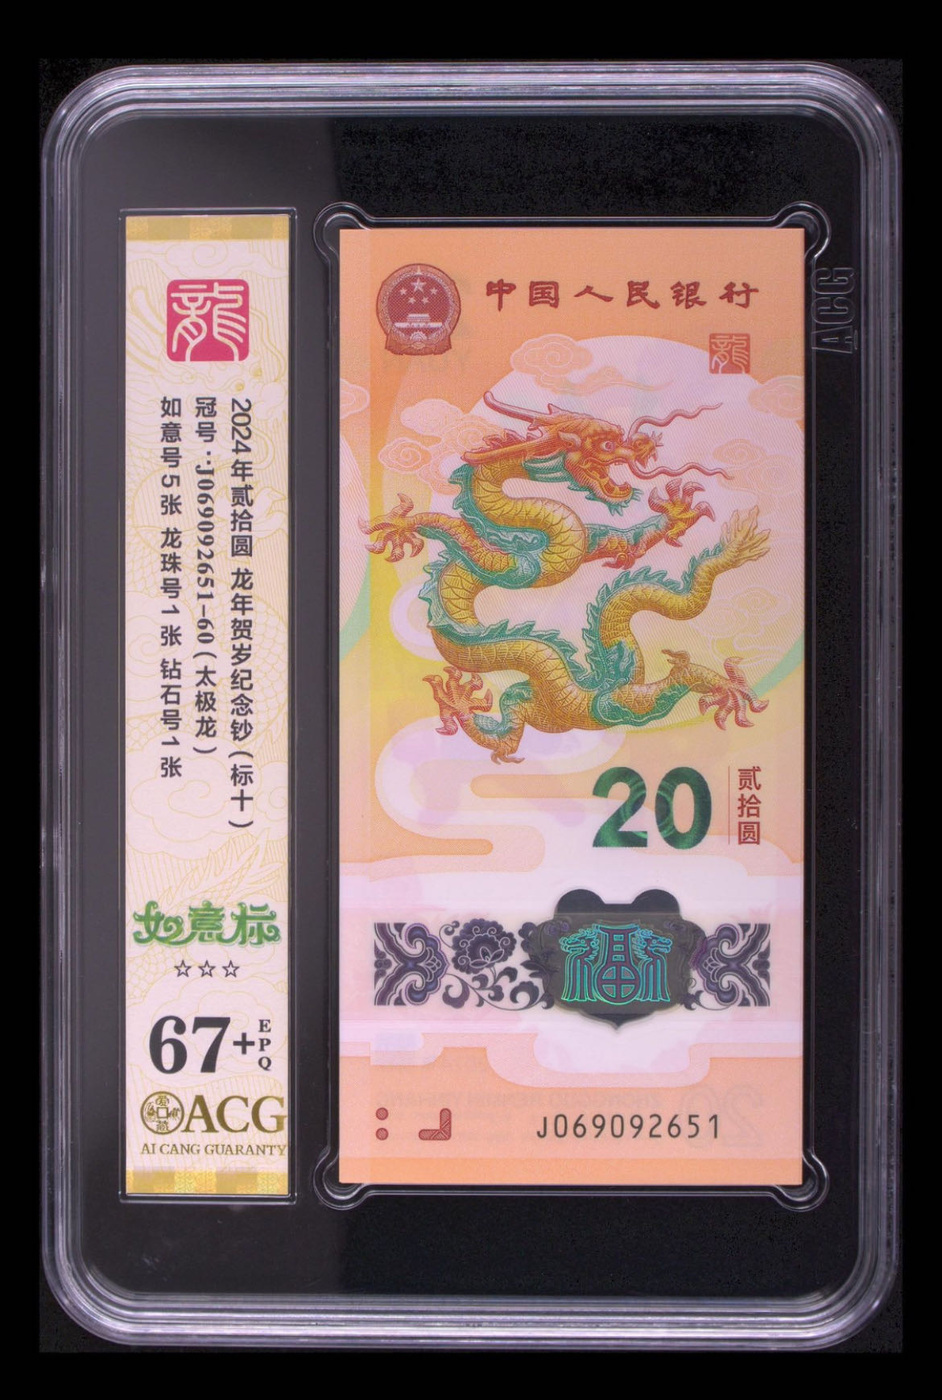 龍
2024年贰拾圆 龙年贺岁纪念钞(标十)
冠号:J069092651-60(太极龙)
如意号5张 龙珠号1张 钻石号1张
如意标
☆☆☆
67+EPQ
爱藏
ACG
AI CANG GUARANTY
中国人民银行
龍
20
贰拾圆
福
J069092651
ACG